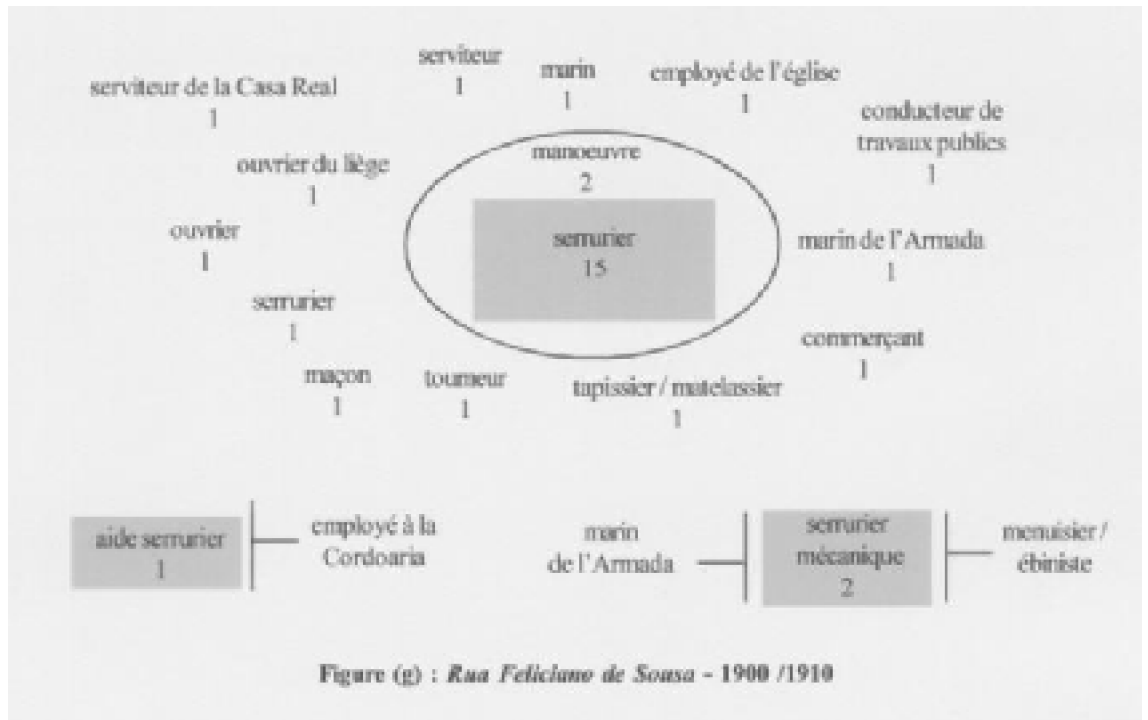 serviteur
1
marin
1
employé de l'église
1
serviteur de la Casa Real
1
conducteur de
travaux publics
1
manoeuvre
2
ouvrier du liège
1
ouvrier
1
serrurier
15
marin de l'Armada
1
serrurier
1
commerçant
1
maçon
1
tourneur
1
tapissier / matelassier
1
aide serrurier
1
employé à la
Cordoaria
marin
de l'Armada
serrurier
mécanique
2
menuisier /
ébiniste
Figure (g) : Rua Feliciano de Sousa - 1900 /1910